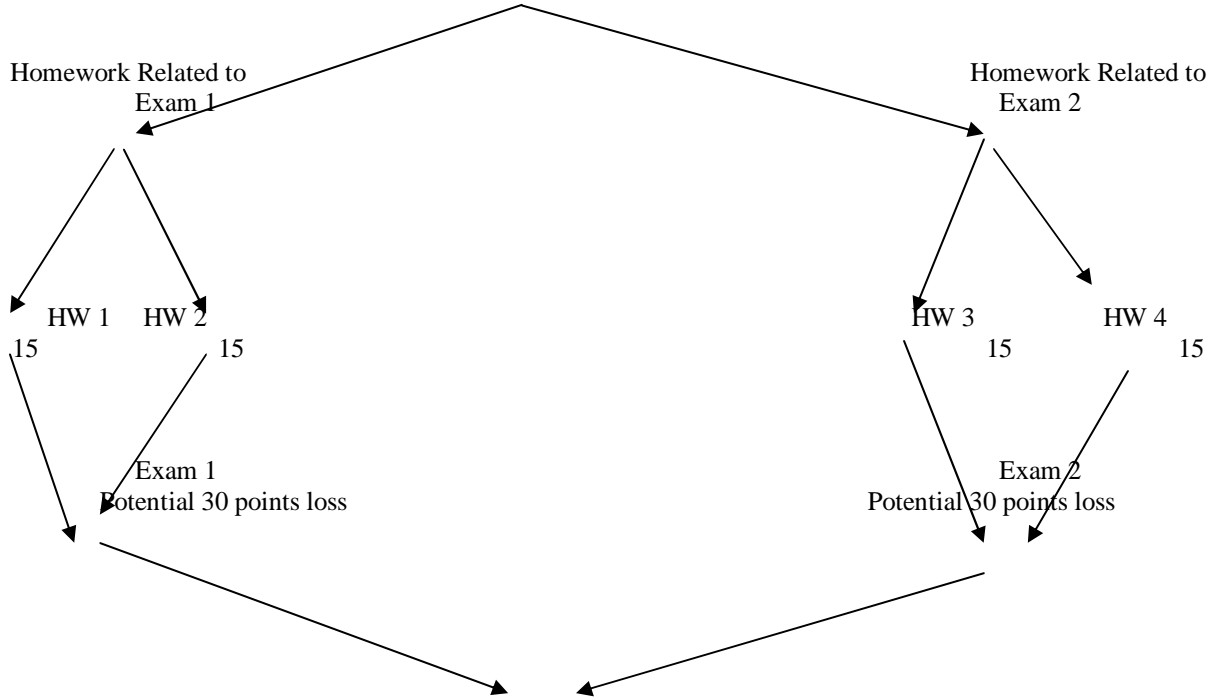 Homework Related to
Exam 1
Homework Related to
Exam 2
HW 1
HW 2
15
15
HW 3
HW 4
15
15
Exam 1
Potential 30 points loss
Exam 2
Potential 30 points loss